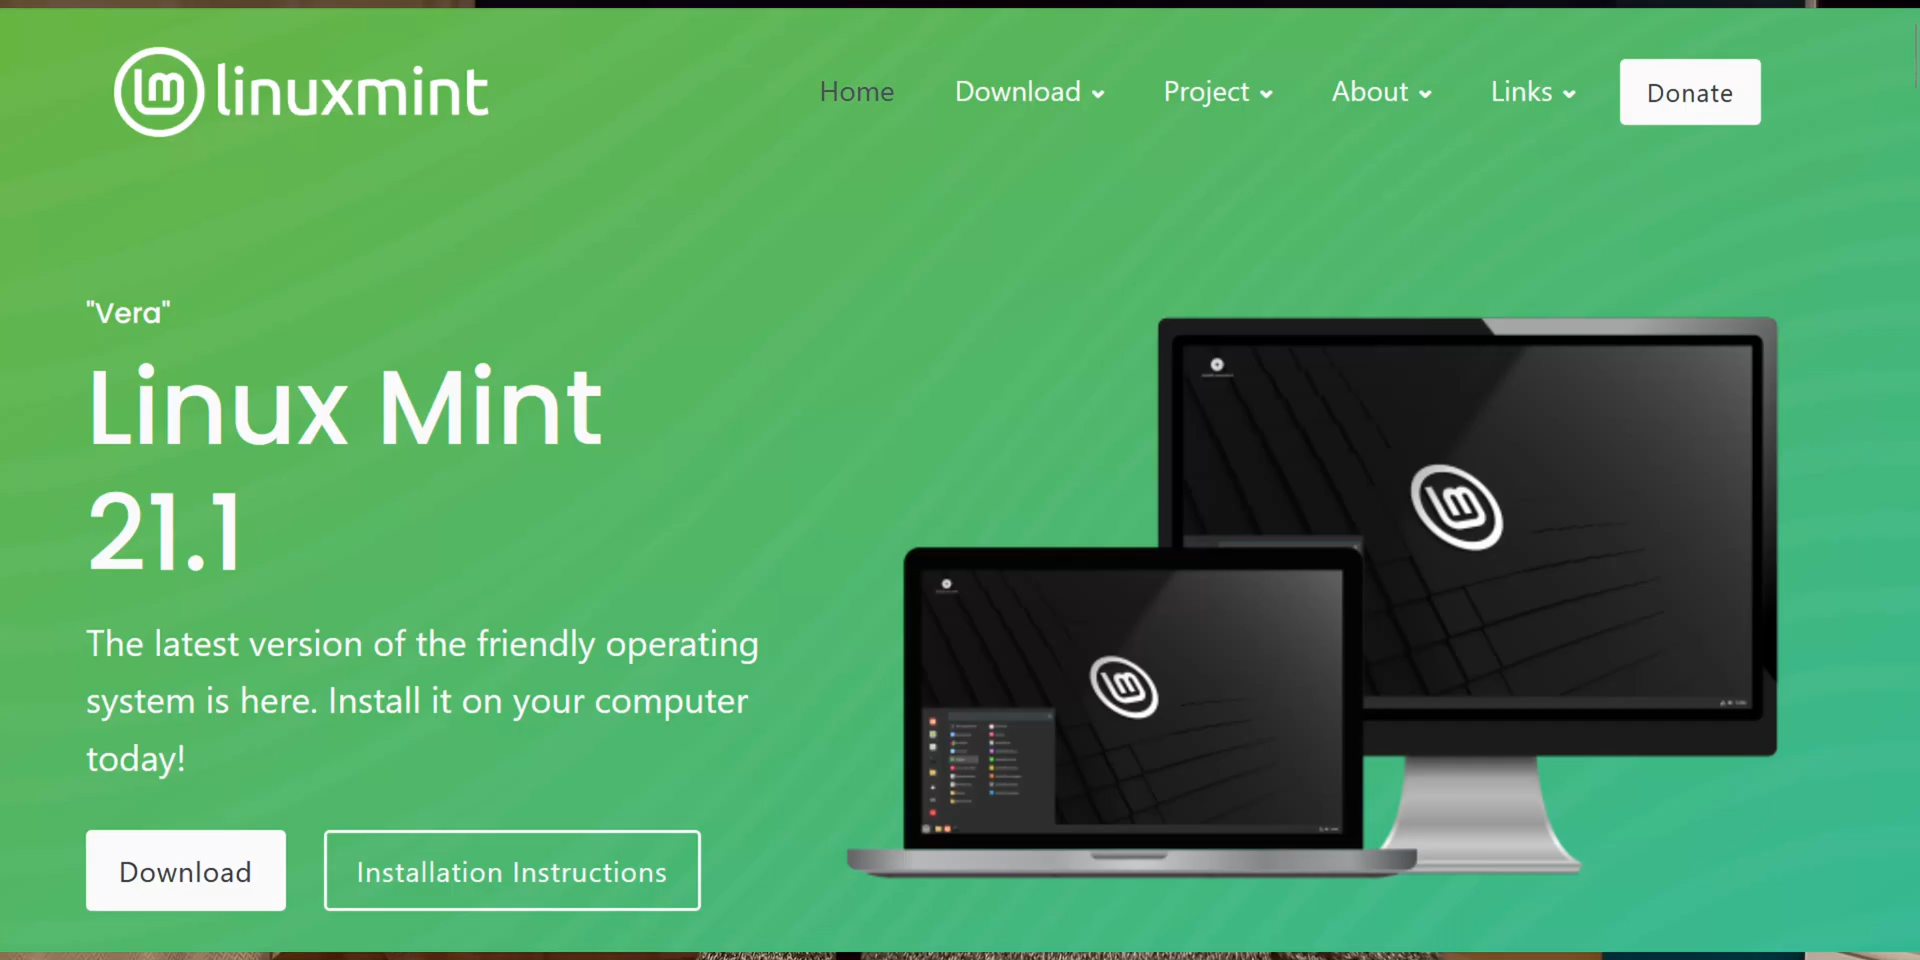 linuxmint
Home Download Project About Links Donate
"Vera"
Linux Mint
21.1
The latest version of the friendly operating
system is here. Install it on your computer
today!
Download Installation Instructions